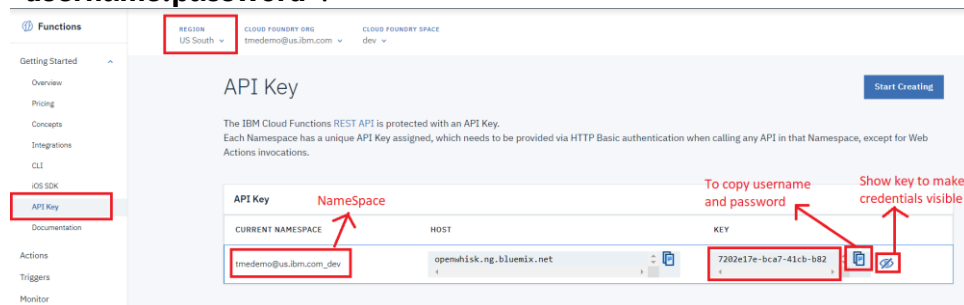 username:password
Functions
REGION
US South
CLOUD FOUNDRY ORG
tmedemo@us.ibm.com
CLOUD FOUNDRY SPACE
dev
Getting Started
Overview
Pricing
Concepts
Integrations
CLI
iOS SDK
API Key
Documentation
Actions
Triggers
Monitor
API Key
Start Creating
The IBM Cloud Functions REST API is protected with an API Key.
Each Namespace has a unique API Key assigned, which needs to be provided via HTTP Basic authentication when calling any API in that Namespace, except for Web
Actions invocations.
API Key
NameSpace
To copy username
and password
Show key to make
credentials visible
CURRENT NAMESPACE
HOST
KEY
tmedemo@us.ibm.com_dev
openwhisk.ng.bluemix.net
7202e17e-bca7-41cb-b82